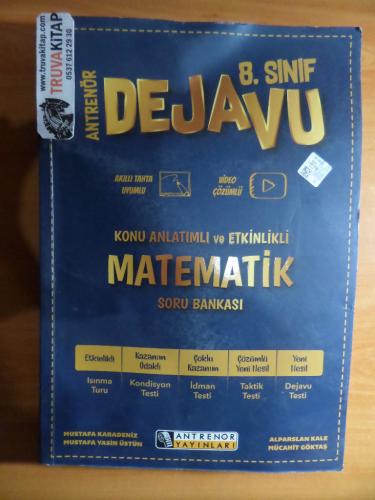 www.truvakitap.com
TRUVAKİTAP
0537 612 29 30
ANTRENÖR
8. SINIF
DEJAVU
AKILLI TAHTA
UYUMLU
VİDEO
ÇÖZÜMLÜ
KONU ANLATIMLI ve ETKİNLİKLİ
MATEMATİK
SORU BANKASI
Etkinlikli
Kazanım
Odaklı
Çoklu
Kazanım
Çözümlü
Yeni Nesil
Yeni
Nesil
Isınma
Turu
Kondisyon
Testi
İdman
Testi
Taktik
Testi
Dejavu
Testi
MUSTAFA KARADENİZ
MUSTAFA YASİN ÜSTÜN
ANTRENÖR
YAYINLARI
ALPARSLAN KALE
MÜCAHİT GÖKTAŞ